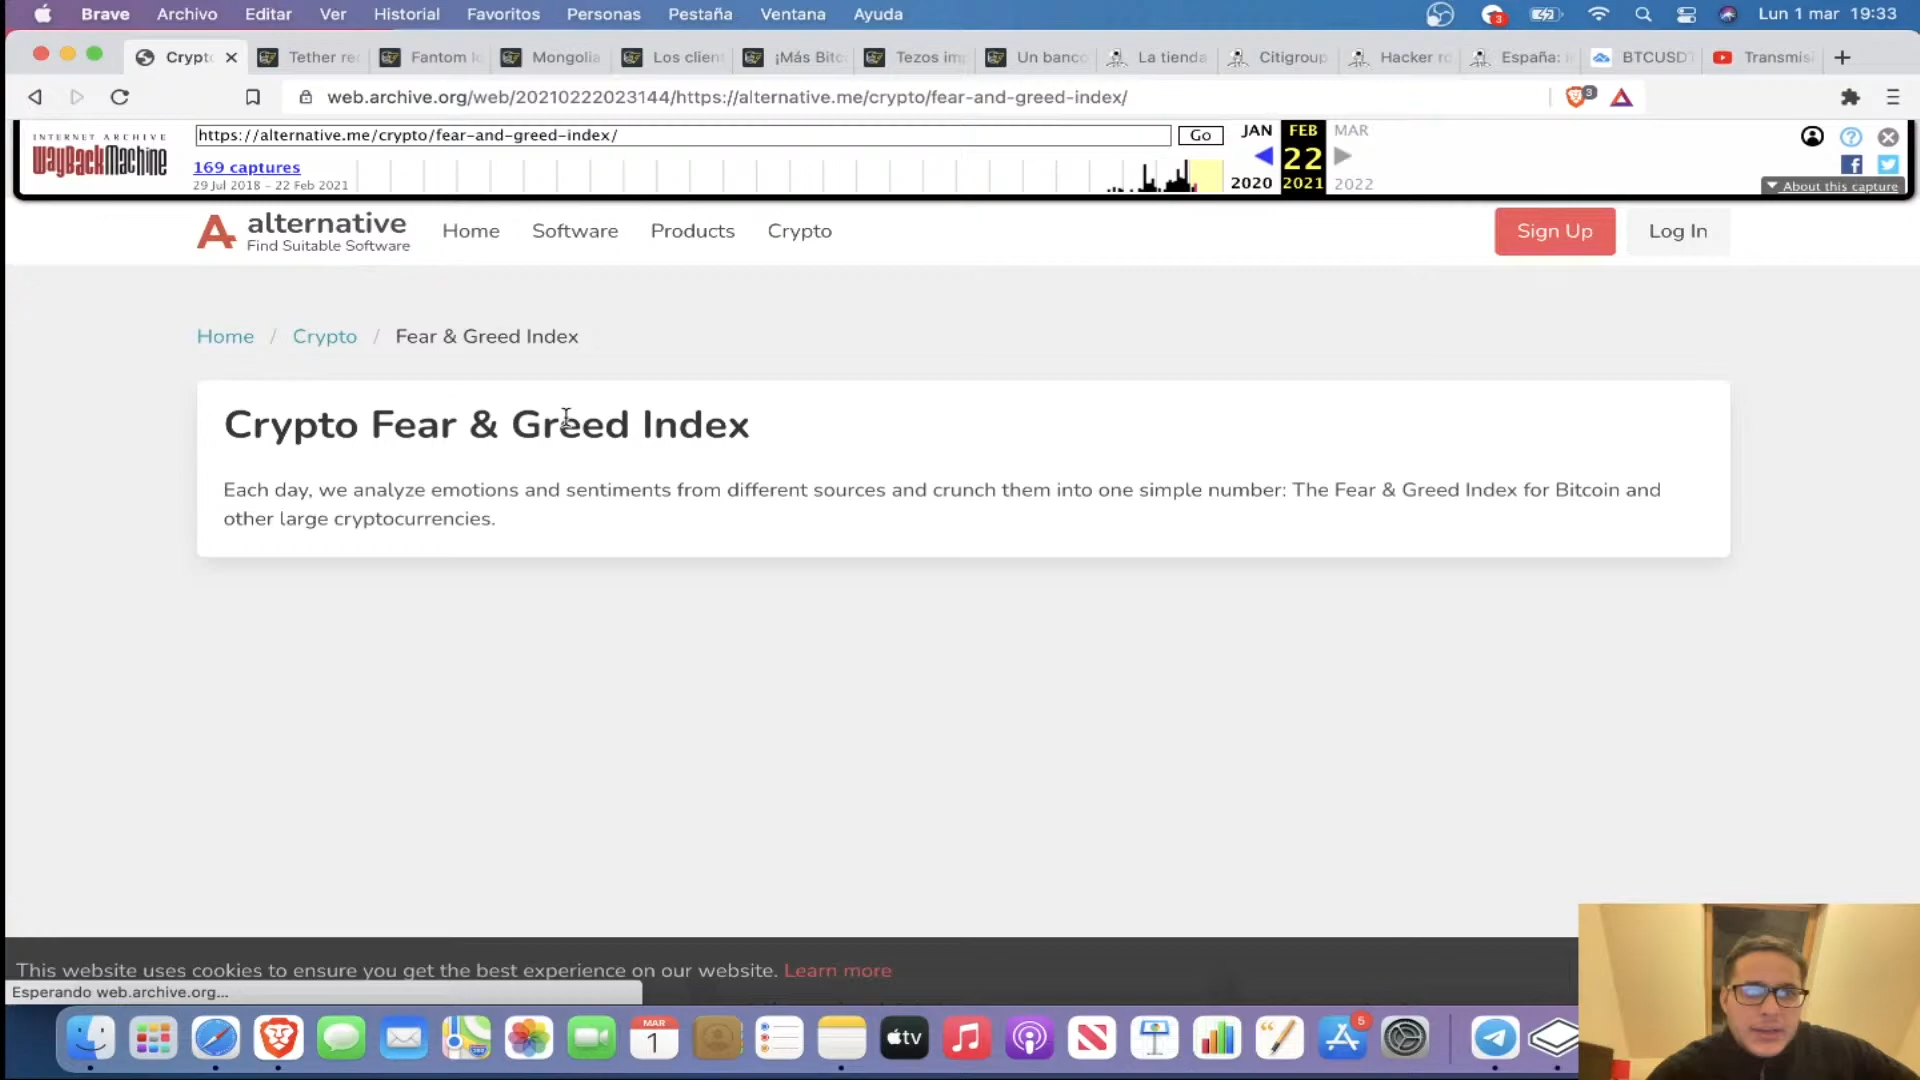 Brave Archivo Editar Ver Historial Favoritos Personas Pestaña Ventana Ayuda
3
Lun 1 mar 19:33
Crypto
Tether re
Fantom l
Mongolia
Los client
¡Más Bitc
Tezos imp
Un banco
La tienda
Citigroup
Hacker ro
España:
BTCUSDT
Transmisi
web.archive.org/web/20210222023144/https://alternative.me/crypto/fear-and-greed-index/
3
INTERNET ARCHIVE
WayBackMachine
https://alternative.me/crypto/fear-and-greed-index/
Go
JAN FEB MAR
22
2020 2021 2022
169 captures
29 Jul 2018 – 22 Feb 2021
About this capture
alternative
Find Suitable Software
Home Software Products Crypto
Sign Up
Log In
Home / Crypto / Fear & Greed Index
Crypto Fear & Greed Index
Each day, we analyze emotions and sentiments from different sources and crunch them into one simple number: The Fear & Greed Index for Bitcoin and
other large cryptocurrencies.
This website uses cookies to ensure you get the best experience on our website. Learn more
Esperando web.archive.org...
MAR
1
tv
5